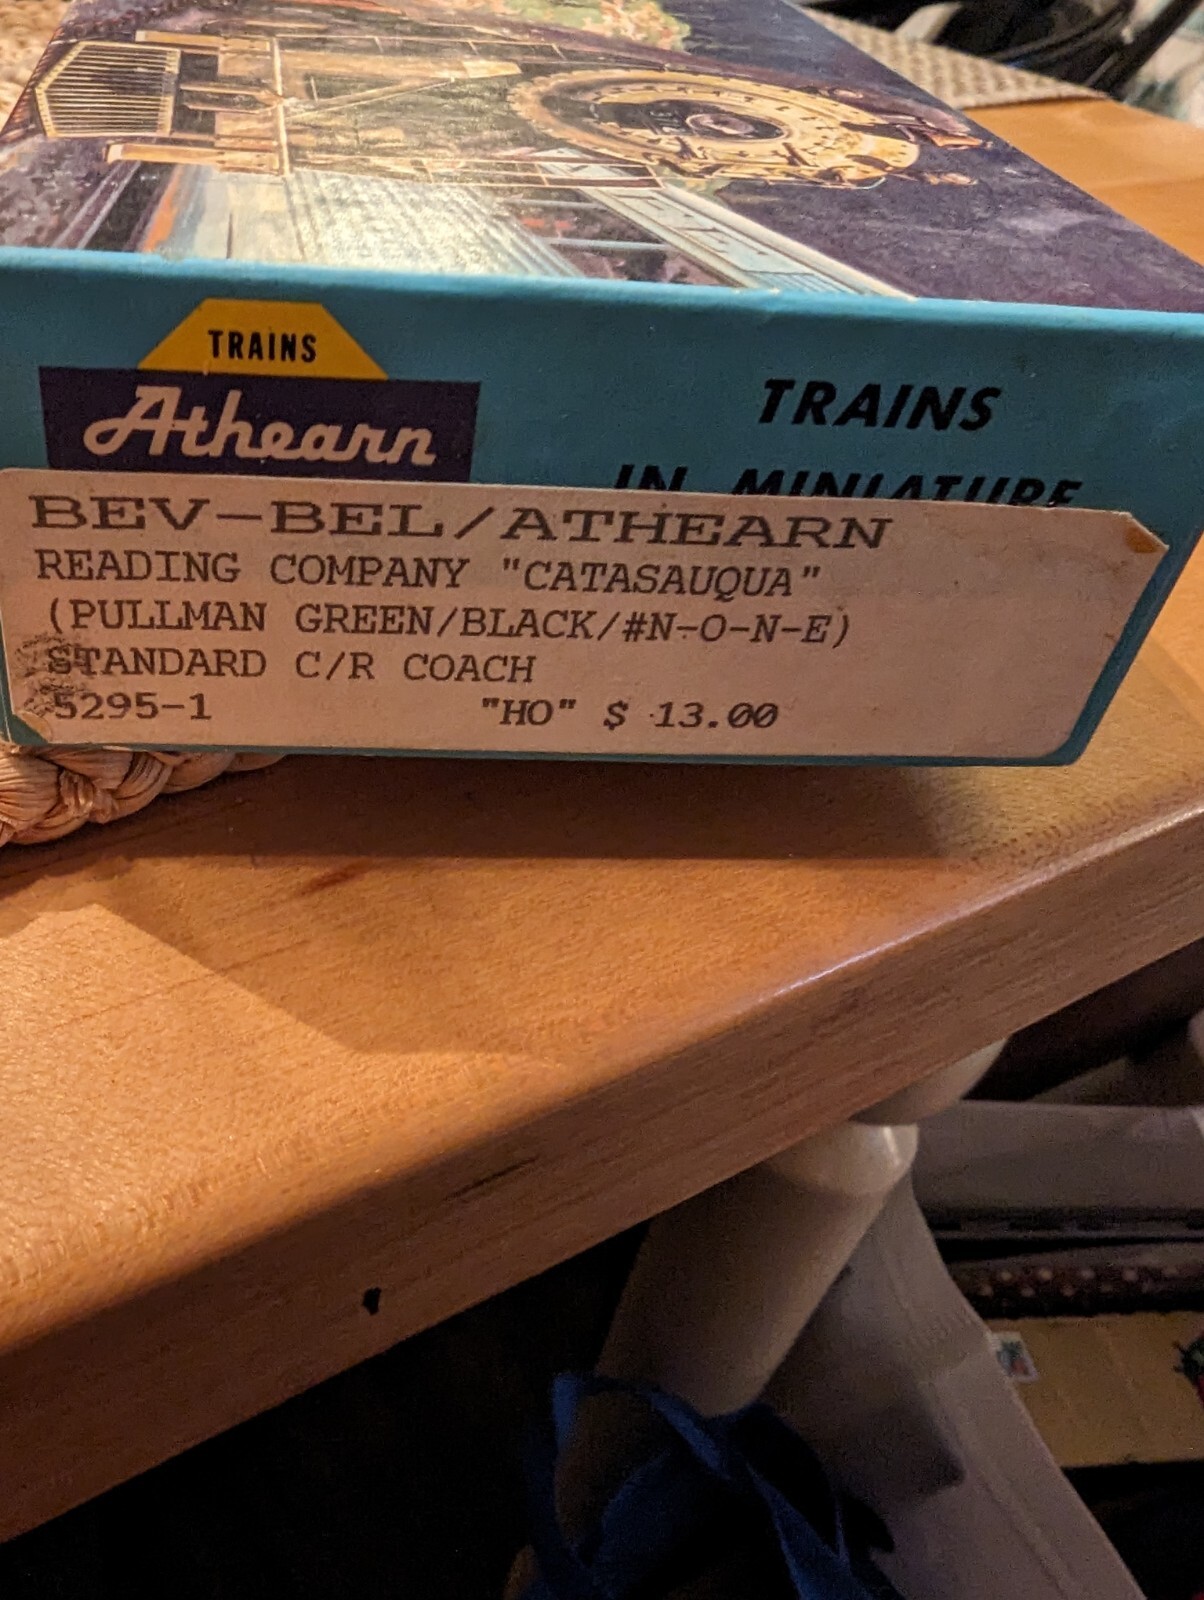 TRAINS
Athearn
TRAINS
IN MINIATURE
BEV-BEL/ATHEARN
READING COMPANY "CATASAUQUA"
(PULLMAN GREEN/BLACK/#N-O-N-E)
STANDARD C/R COACH
5295-1 "HO" $ 13.00